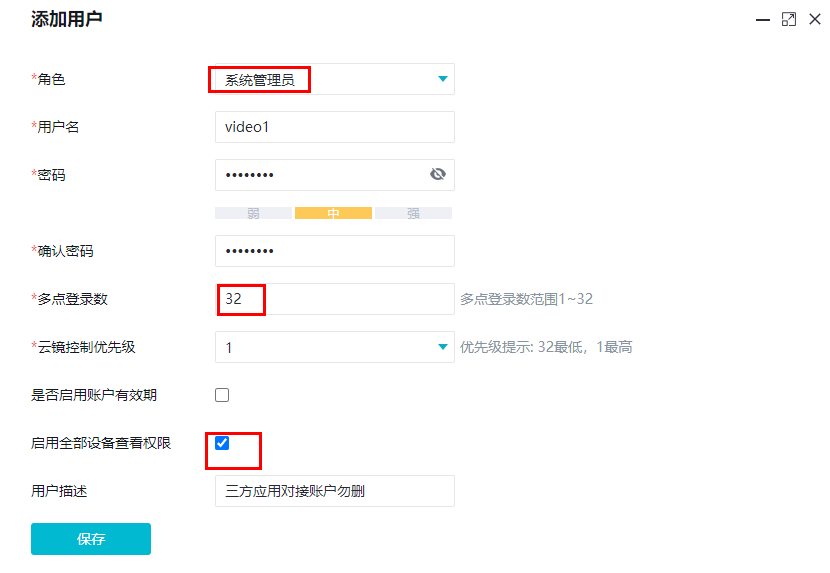 添加用户
*角色 系统管理员
*用户名 video1
*密码 ••••••••
弱 中 强
*确认密码 ••••••••
*多点登录数 32 多点登录数范围1~32
*云镜控制优先级 1 优先级提示: 32最低，1最高
是否启用账户有效期
启用全部设备查看权限
用户描述 三方应用对接账户勿删
保存